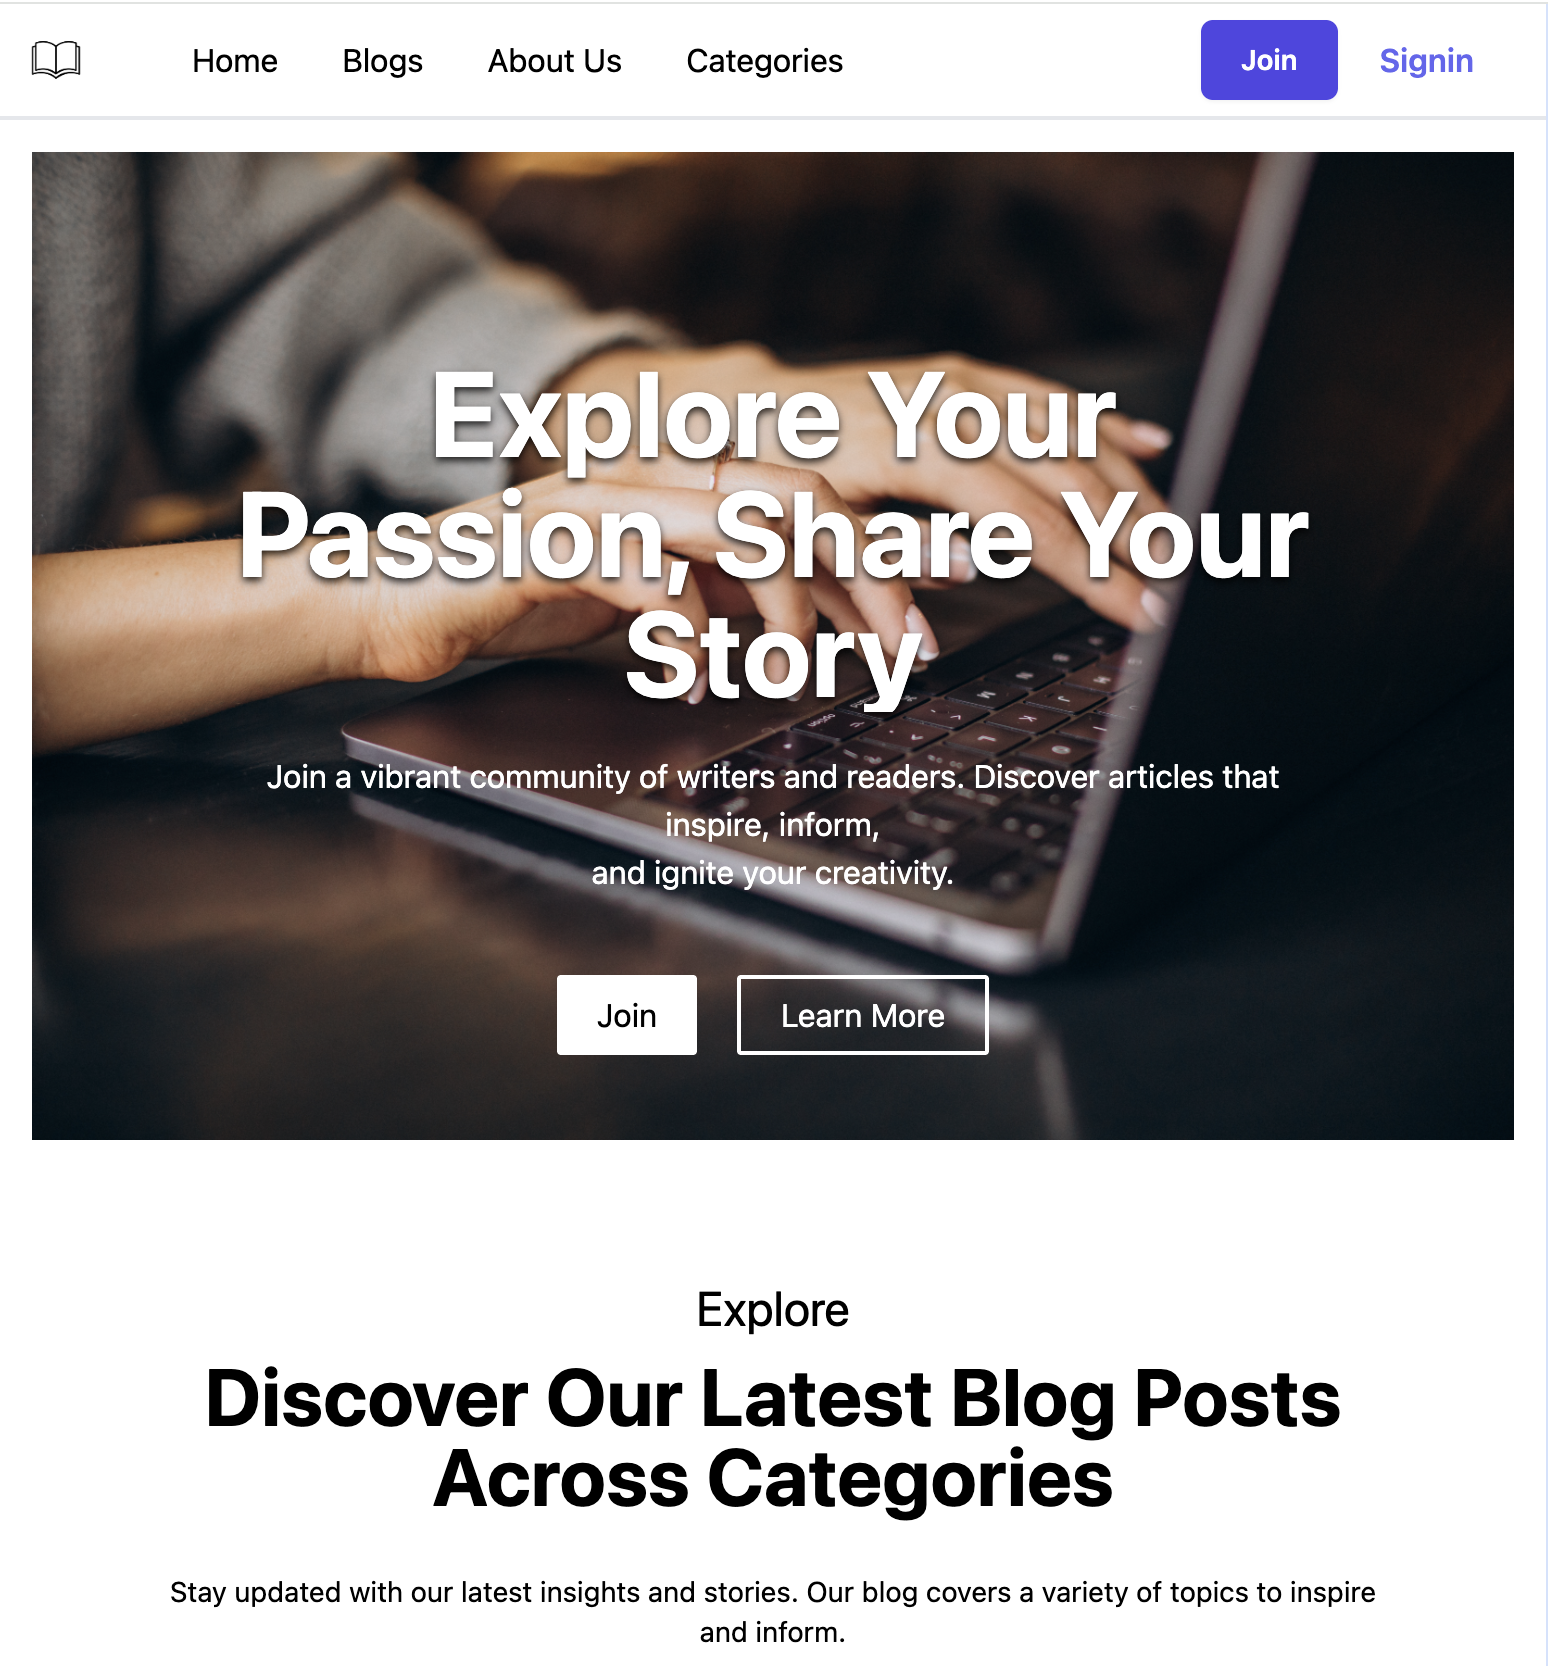 Home Blogs About Us Categories Join Signin
Explore Your
Passion, Share Your
Story
Join a vibrant community of writers and readers. Discover articles that
inspire, inform,
and ignite your creativity.
Join Learn More
Explore
Discover Our Latest Blog Posts
Across Categories
Stay updated with our latest insights and stories. Our blog covers a variety of topics to inspire
and inform.